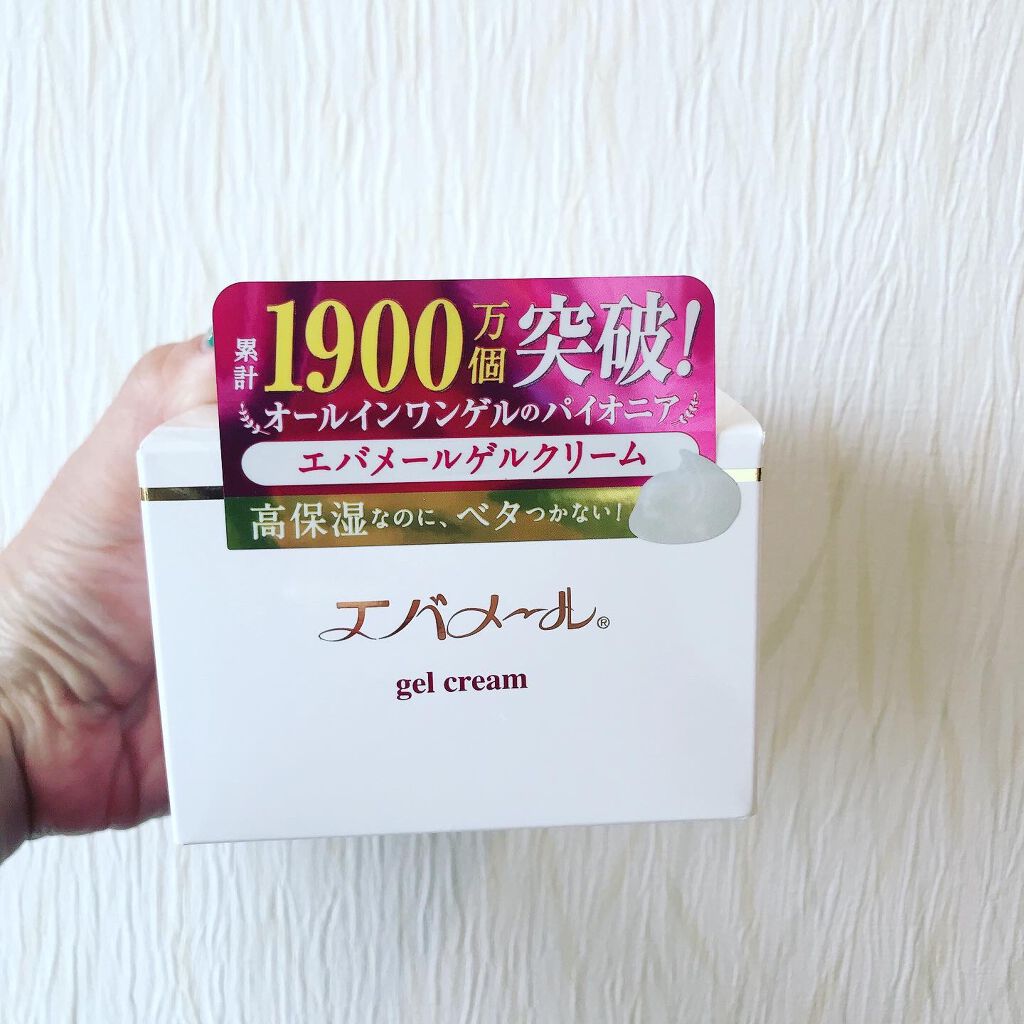 累計1900万個突破!
オールインワンゲルのパイオニア
エバメールゲルクリーム
高保湿なのに、ベタつかない!
エバメール®
gel cream